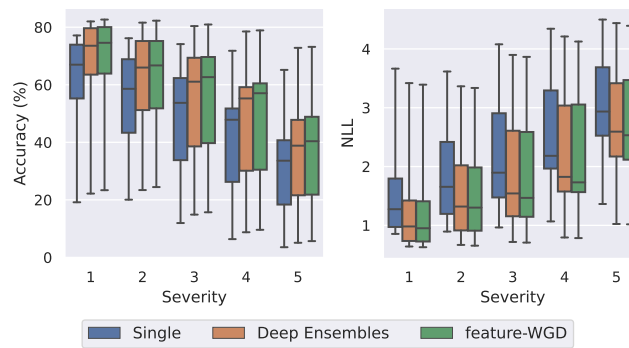 80
60
40
20
0
Accuracy (%)
1 2 3 4 5
Severity
4
3
2
1
NLL
1 2 3 4 5
Severity
Single Deep Ensembles feature-WGD